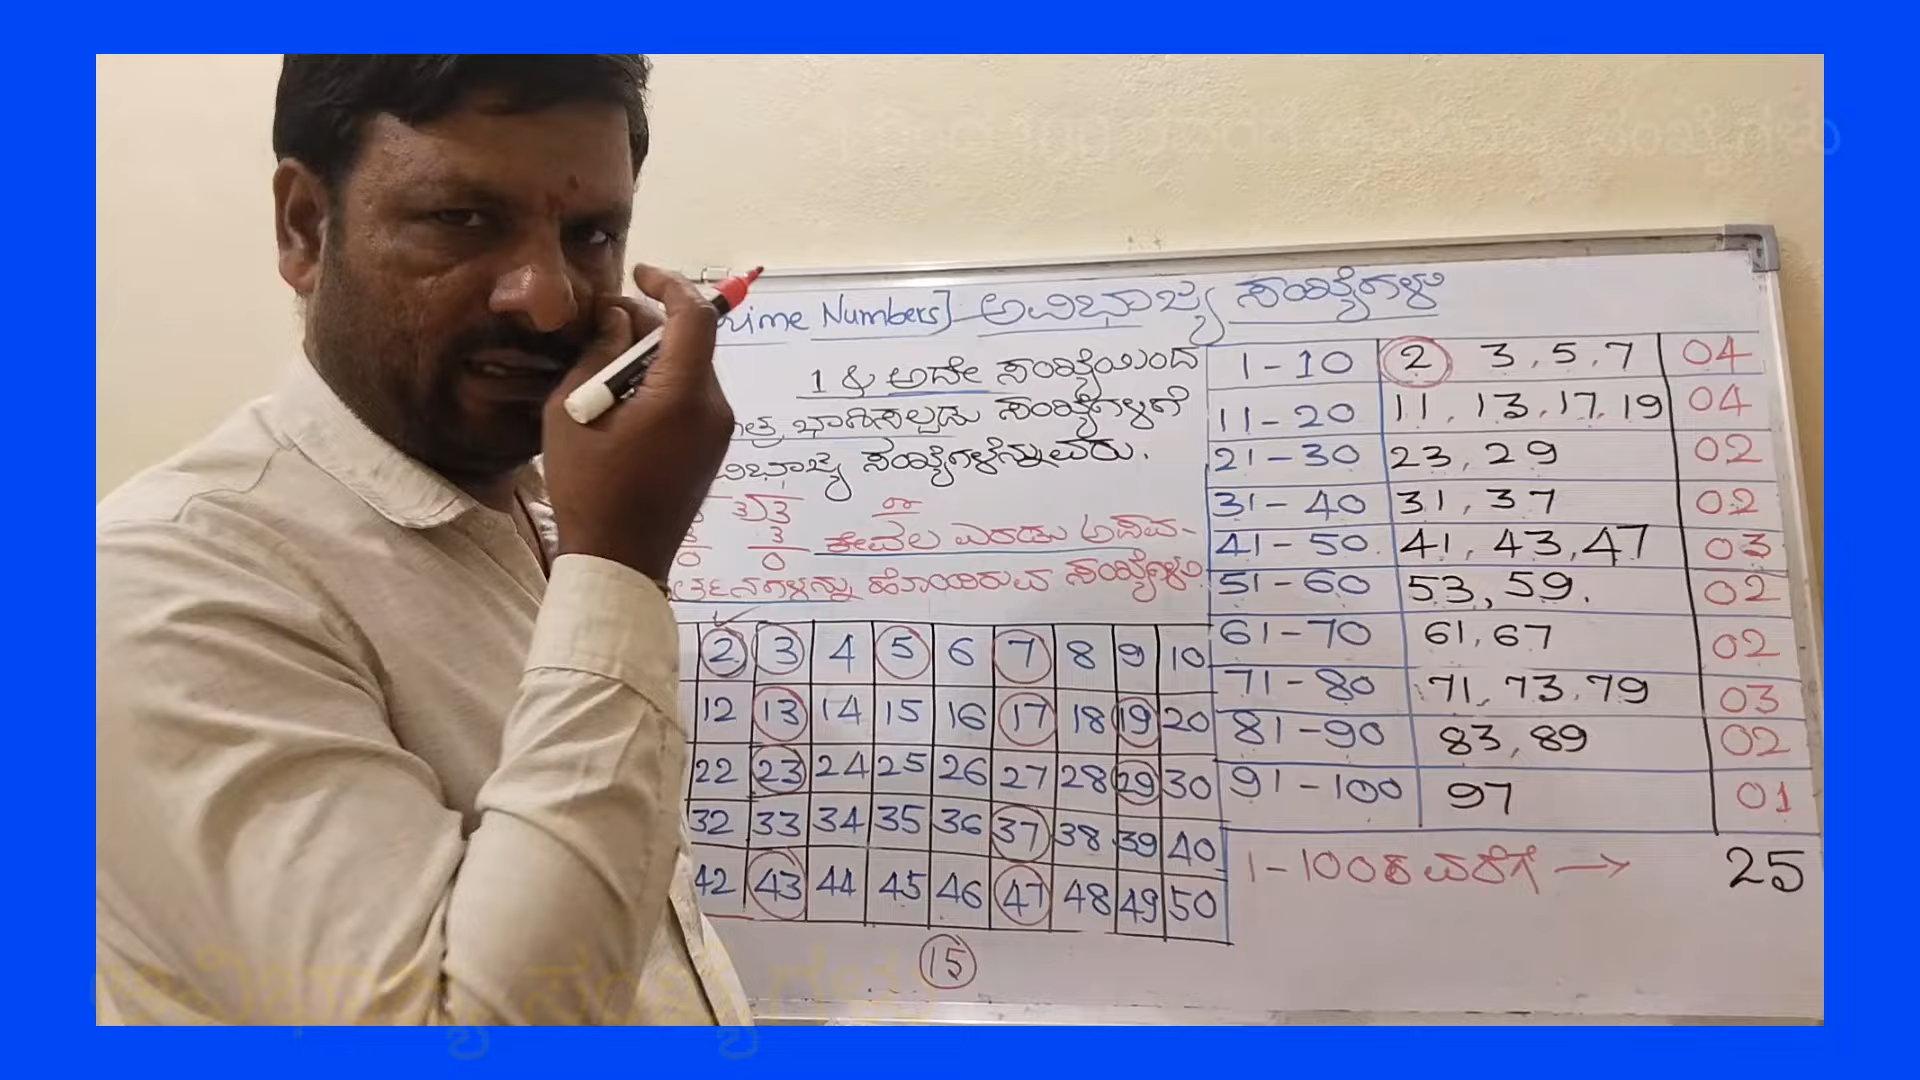 rime Numbers] ಅವಿಭಾಜ್ಯ ಸಂಖ್ಯೆಗಳು
1 & ಅದೇ ಸಂಖ್ಯೆಯಿಂದ
ಭಾಗಿಸಲ್ಪಡು ಸಂಖ್ಯೆಗಳಿಗೆ
ವಿಭಾಜ್ಯ ಸಂಖ್ಯೆಗಳೆನ್ನುವರು.
3)3
3
0
0
ಕೇವಲ ಎರಡು ಅಪವ-
ರ್ತನಗಳನ್ನು ಹೊಂದಿರುವ ಸಂಖ್ಯೆಗಳು
2 3 4 5 6 7 8 9 10
12 13 14 15 16 17 18 19 20
22 23 24 25 26 27 28 29 30
32 33 34 35 36 37 38 39 40
42 43 44 45 46 47 48 49 50
15
1-10 2 3, 5, 7 04
11-20 11, 13, 17, 19 04
21-30 23, 29 02
31-40 31, 37 02
41-50 41, 43, 47 03
51-60 53, 59. 02
61-70 61, 67 02
71-80 71, 73, 79 03
81-90 83, 89 02
91-100 97 01
1-100ರ ವರೆಗೆ → 25